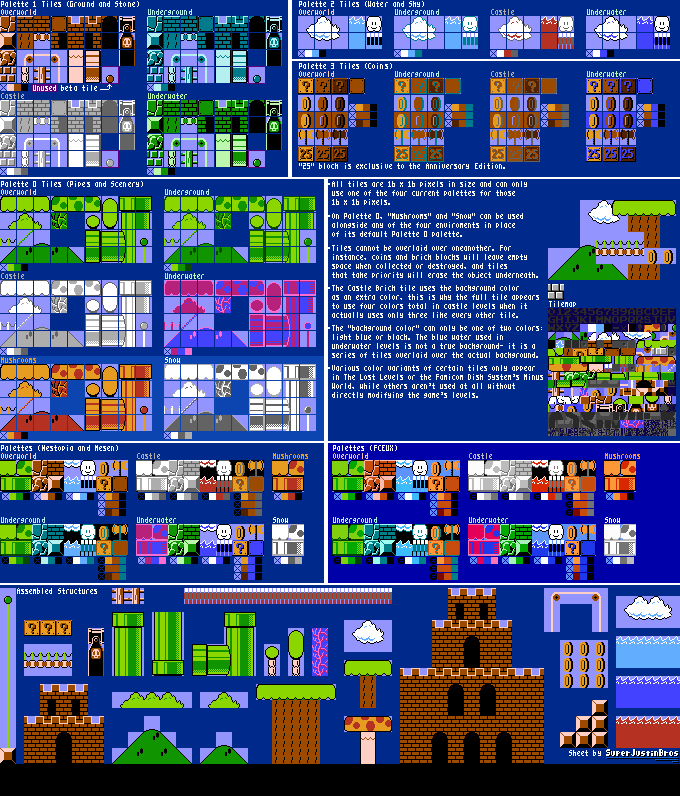 Palette 1 Tiles (Ground and Stone)
Overworld
Underground
Unused beta tile
Castle
Underwater
Palette 2 Tiles (Water and Sky)
Overworld
Underground
Castle
Underwater
Palette 3 Tiles (Coins)
Overworld
Underground
Castle
Underwater
"25" block is exclusive to the Anniversary Edition.
Palette 0 Tiles (Pipes and Scenery)
Overworld
Underground
Castle
Underwater
Mushrooms
Snow
All tiles are 16 x 16 pixels in size and can only
use one of the four current palettes for those
16 x 16 pixels.
On Palette 0, "Mushrooms" and "Snow" can be used
alongside any of the four enviroments in place
of its default Palette 0 palette.
Tiles cannot be overlaid over oneanother. For
instance, coins and brick blocks will leave empty
space when collected or destroyed, and tiles
that take priority will erase the object underneath.
The Castle Brick tile uses the background color
as an extra color, this is why the full tile appears
to use four colors total in castle levels when it
actually uses only three like every other tile.
The "background color" can only be one of two colors:
light blue or black. The blue water used in
underwater levels is not a true background- it is a
series of tiles overlaid over the actual background.
Various color variants of certain tiles only appear
in The Lost Levels or the Famicom Disk System's Minus
World, while others aren't used at all without
directly modifying the game's levels.
Tilemap
Palettes (Nestopia and Mesen)
Overworld
Castle
Mushrooms
Underground
Underwater
Snow
Palettes (FCEUX)
Overworld
Castle
Mushrooms
Underground
Underwater
Snow
Assembled Structures
Sheet by SuperJustinBros